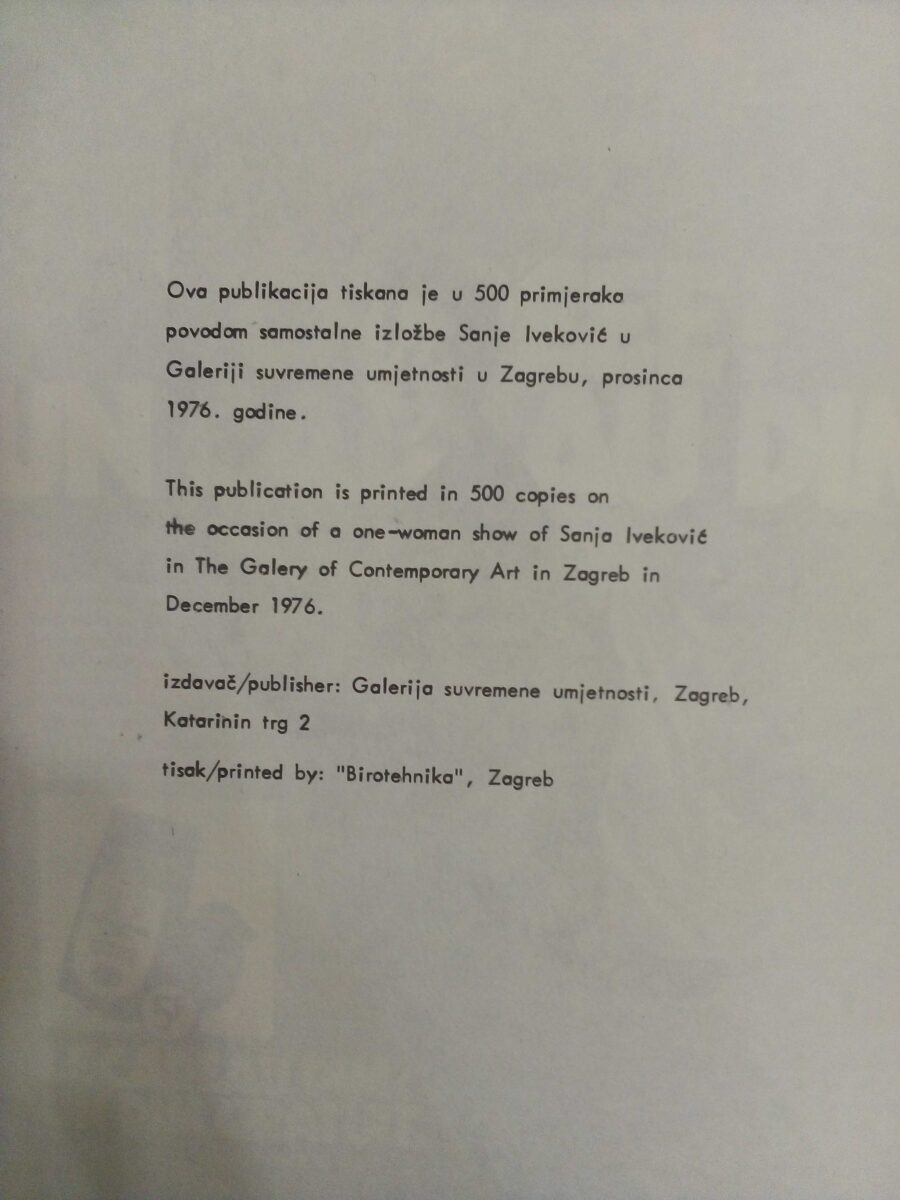 Ova publikacija tiskana je u 500 primjeraka
povodom samostalne izložbe Sanje Iveković u
Galeriji suvremene umjetnosti u Zagrebu, prosinca
1976. godine.
This publication is printed in 500 copies on
the occasion of a one-woman show of Sanja Iveković
in The Galery of Contemporary Art in Zagreb in
December 1976.
izdavač/publisher: Galerija suvremene umjetnosti, Zagreb,
Katarinin trg 2
tisak/printed by: "Birotehnika", Zagreb